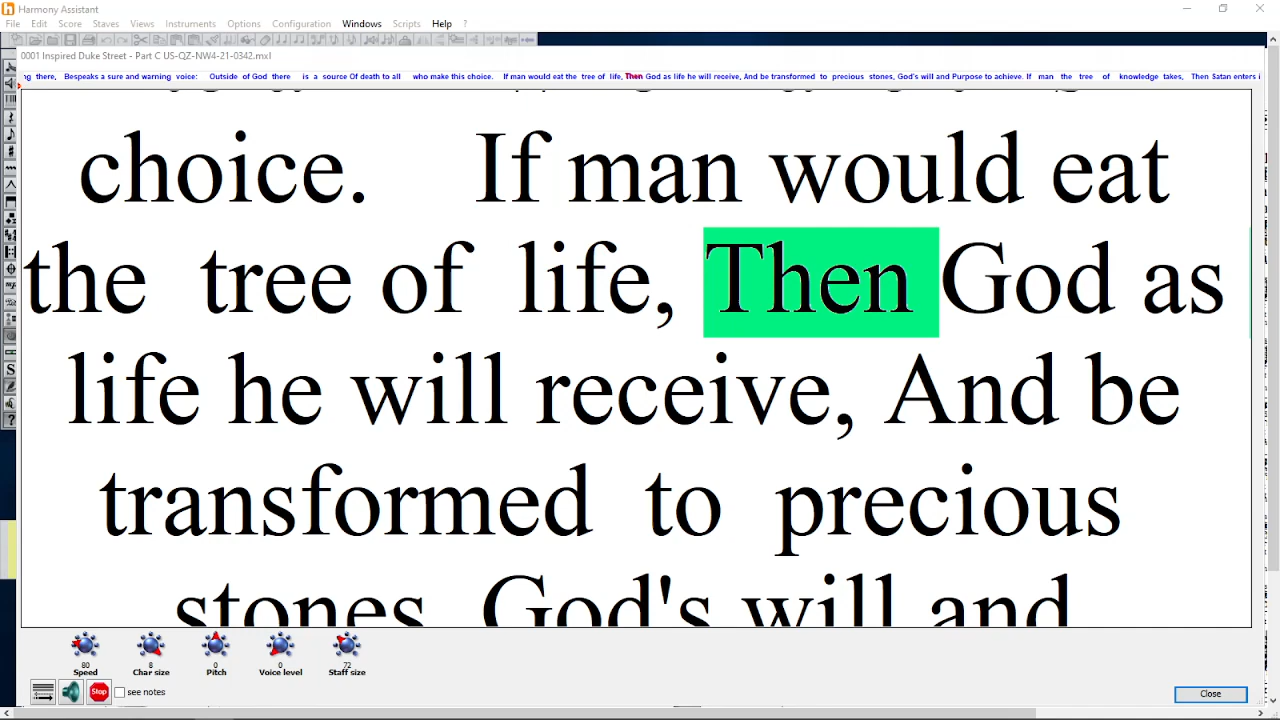 Harmony Assistant
File Edit Score Staves Views Instruments Options Configuration Windows Scripts Help ?
0001 Inspired Duke Street - Part C US-QZ-NW4-21-0342.mxl
ng there, Bespeaks a sure and warning voice: Outside of God there is a source Of death to all who make this choice. If man would eat the tree of life, Then God as life he will receive, And be transformed to precious stones, God's will and Purpose to achieve. If man the tree of knowledge takes, Then Satan enters i
choice. If man would eat
the tree of life, Then God as
life he will receive, And be
transformed to precious
stones, God's will and
80 8 0 0 72
Speed Char size Pitch Voice level Staff size
Stop see notes
Close